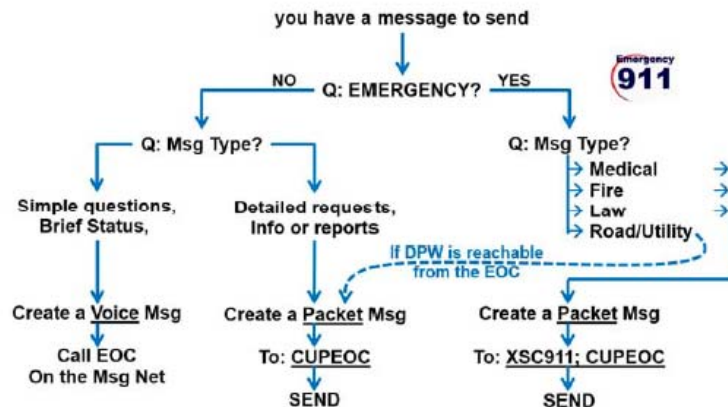 you have a message to send
NO
Q: EMERGENCY?
YES
Emergency
911
Q: Msg Type?
Q: Msg Type?
Medical
Fire
Law
Road/Utility
Simple questions,
Brief Status,
Detailed requests,
Info or reports
If DPW is reachable
from the EOC
Create a Voice Msg
Create a Packet Msg
Create a Packet Msg
Call EOC
On the Msg Net
To: CUPEOC
To: XSC911; CUPEOC
SEND
SEND